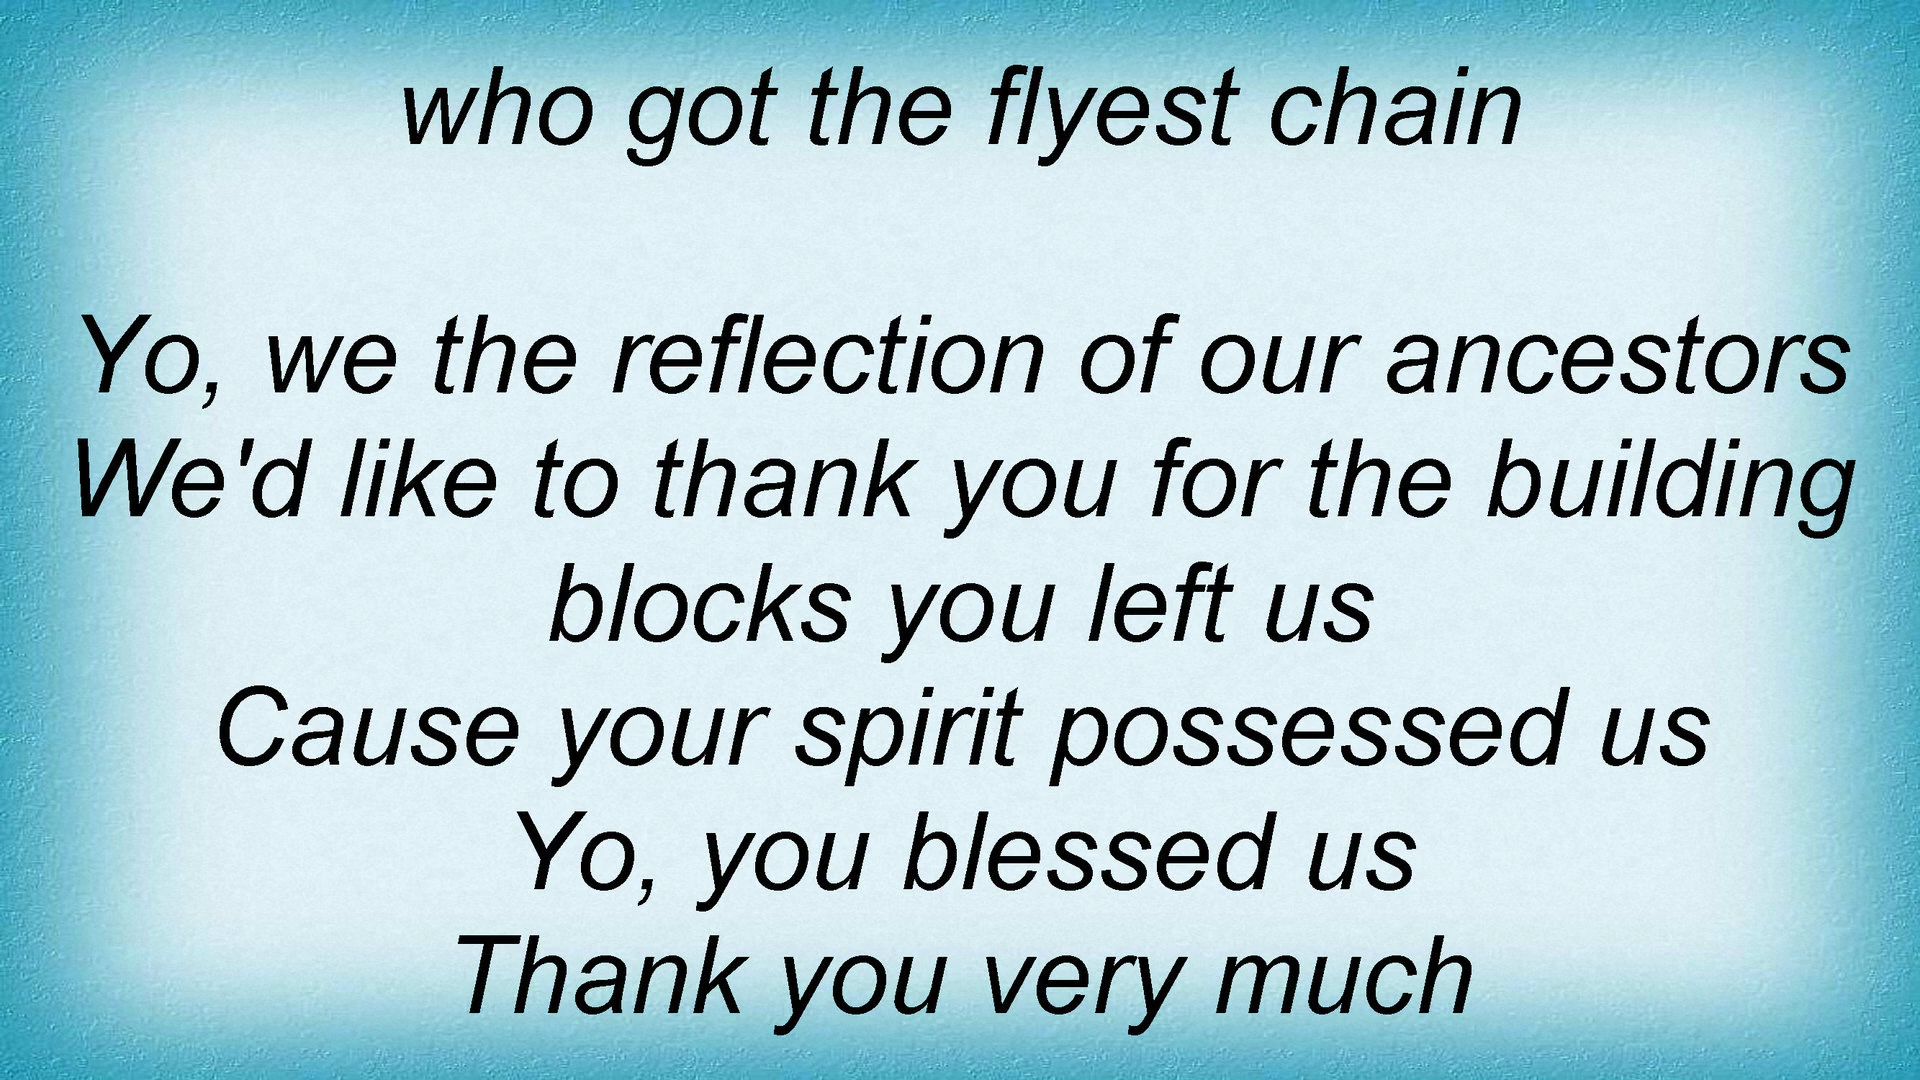 who got the flyest chain
Yo, we the reflection of our ancestors
We'd like to thank you for the building
blocks you left us
Cause your spirit possessed us
Yo, you blessed us
Thank you very much